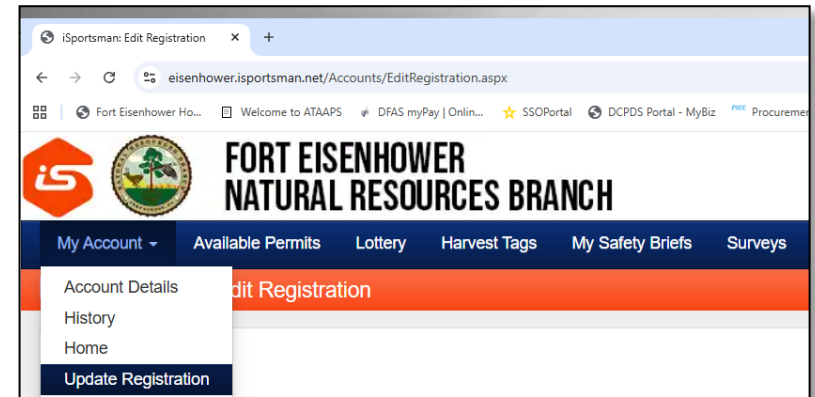 iSportsman: Edit Registration
eisenhower.isportsman.net/Accounts/EditRegistration.aspx
Fort Eisenhower Ho... Welcome to ATAAPS DFAS myPay | Onlin... SSOPortal DCPDS Portal - MyBiz PIEE Procuremen
iS
FORT EISENHOWER
NATURAL RESOURCES BRANCH
My Account Available Permits Lottery Harvest Tags My Safety Briefs Surveys
dit Registration
Account Details
History
Home
Update Registration